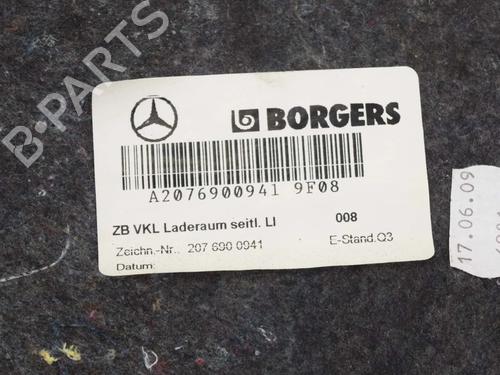 B-PARTS
BORGERS
A2076900941 9F08
ZB VKL Laderaum seitl. LI 008
Zeichn.-Nr.: 207 690 0941 E-Stand.Q3
Datum:
17.06.09